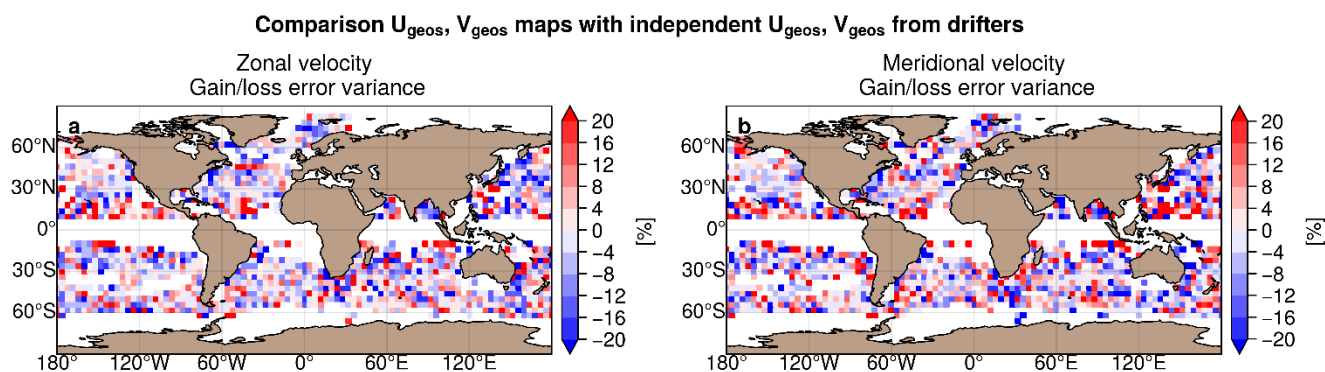 Comparison Ugeos, Vgeos maps with independent Ugeos, Vgeos from drifters
Zonal velocity
Gain/loss error variance
a
60°N
30°N
0°
30°S
60°S
180°
120°W
60°W
0°
60°E
120°E
20
16
12
8
4
0
−4
−8
−12
−16
−20
[%]
Meridional velocity
Gain/loss error variance
b
60°N
30°N
0°
30°S
60°S
180°
120°W
60°W
0°
60°E
120°E
20
16
12
8
4
0
−4
−8
−12
−16
−20
[%]